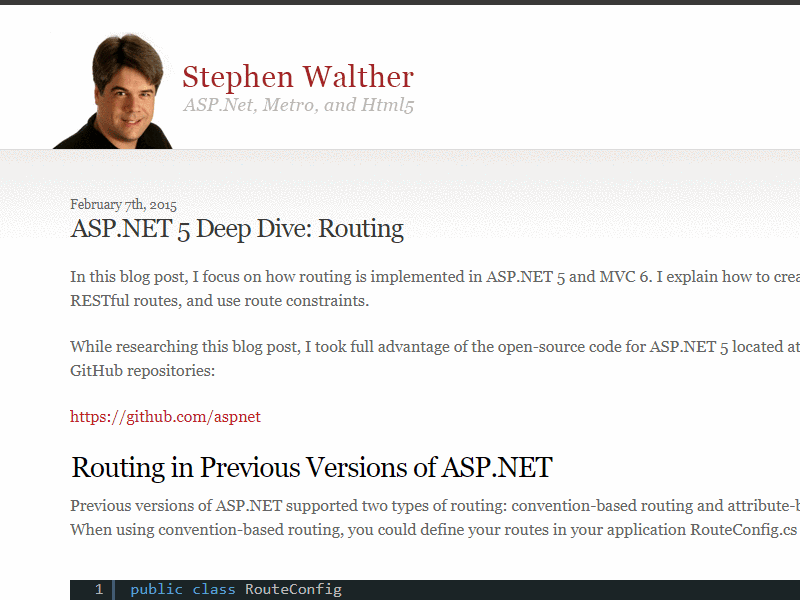 Stephen Walther
ASP.Net, Metro, and Html5
February 7th, 2015
ASP.NET 5 Deep Dive: Routing
In this blog post, I focus on how routing is implemented in ASP.NET 5 and MVC 6. I explain how to crea
RESTful routes, and use route constraints.
While researching this blog post, I took full advantage of the open-source code for ASP.NET 5 located at
GitHub repositories:
https://github.com/aspnet
Routing in Previous Versions of ASP.NET
Previous versions of ASP.NET supported two types of routing: convention-based routing and attribute-b
When using convention-based routing, you could define your routes in your application RouteConfig.cs
1 public class RouteConfig